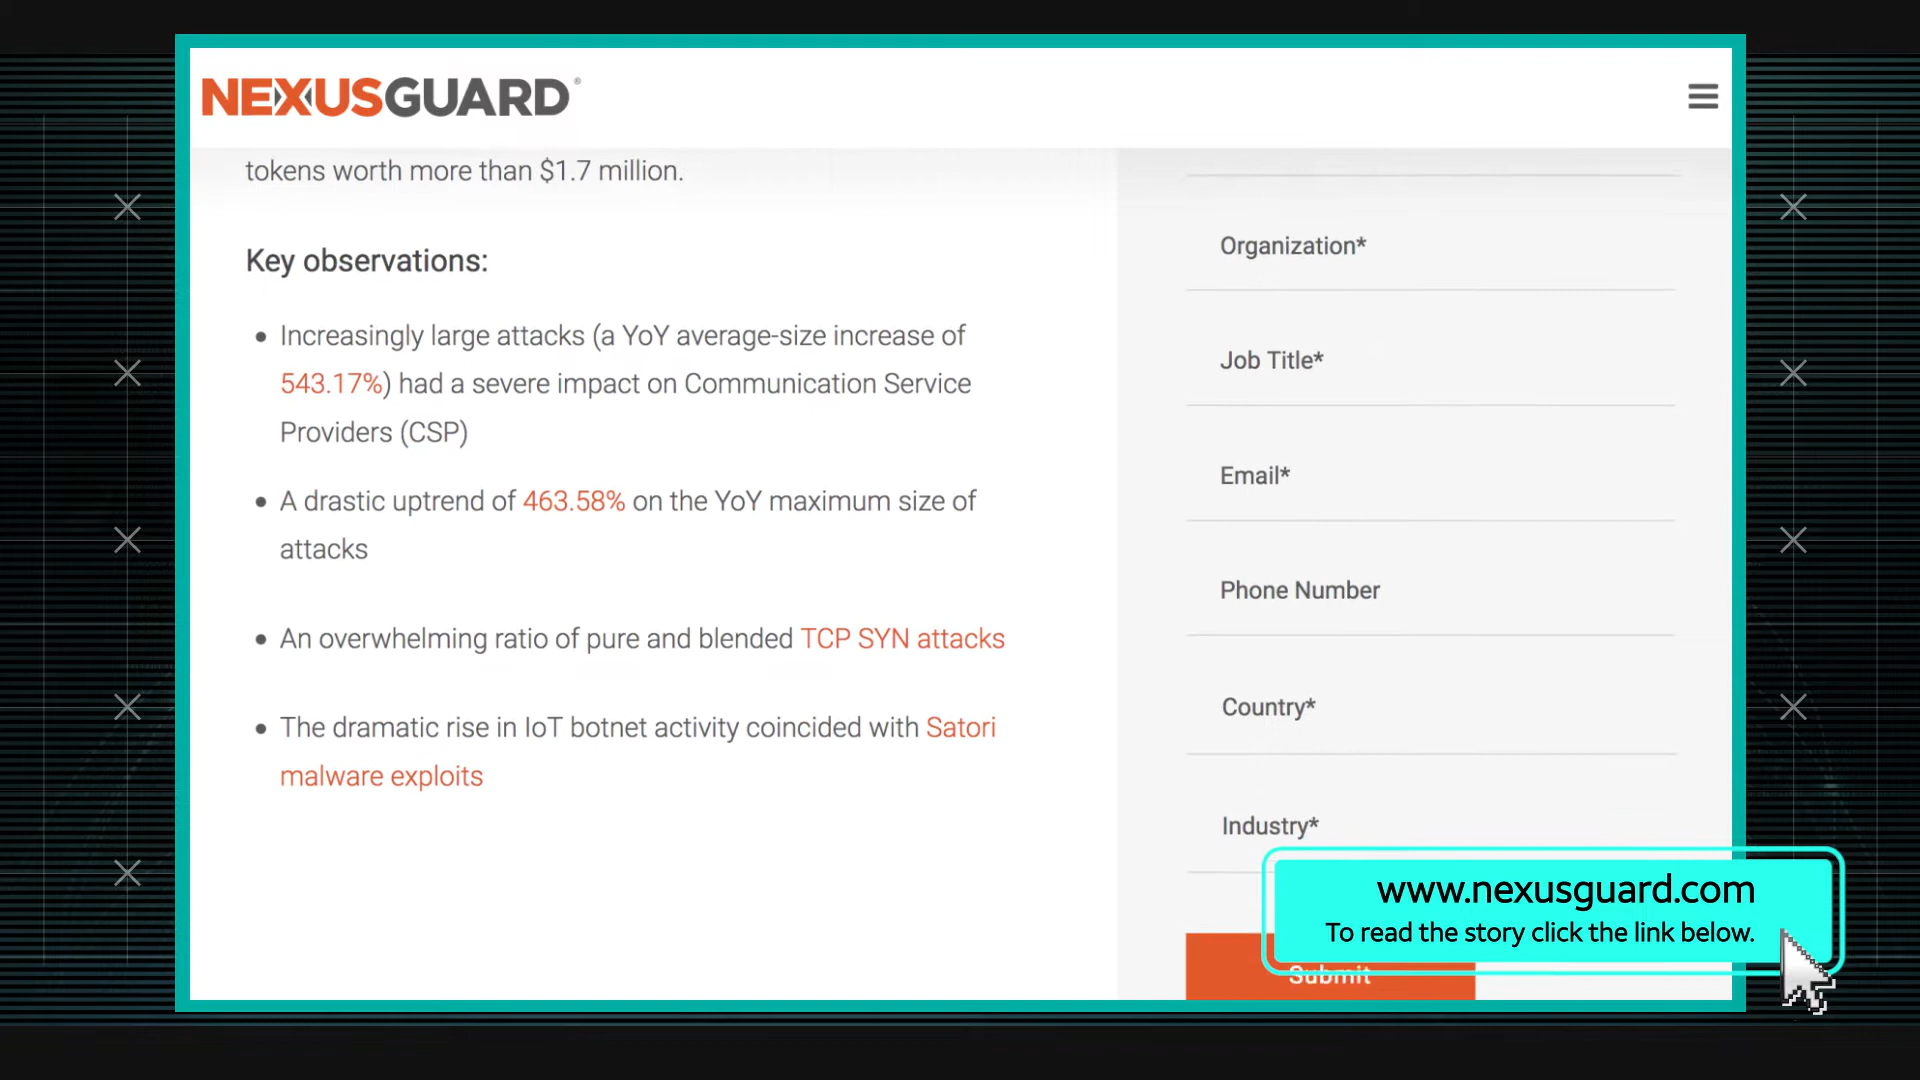 NEXUSGUARD®
tokens worth more than $1.7 million.
Key observations:
• Increasingly large attacks (a YoY average-size increase of
543.17%) had a severe impact on Communication Service
Providers (CSP)
• A drastic uptrend of 463.58% on the YoY maximum size of
attacks
• An overwhelming ratio of pure and blended TCP SYN attacks
• The dramatic rise in IoT botnet activity coincided with Satori
malware exploits
Organization*
Job Title*
Email*
Phone Number
Country*
Industry*
Submit
www.nexusguard.com
To read the story click the link below.